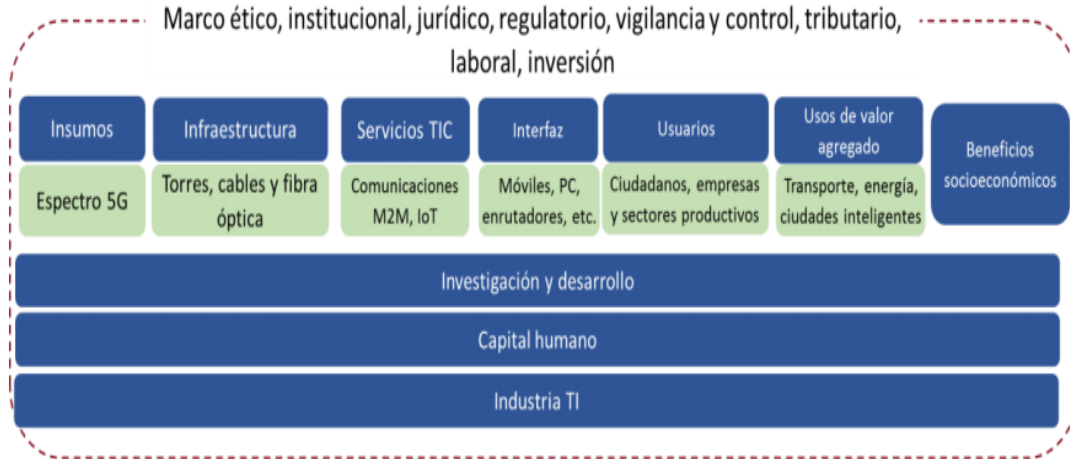 Marco ético, institucional, jurídico, regulatorio, vigilancia y control, tributario,
laboral, inversión
Insumos
Espectro 5G
Infraestructura
Torres, cables y fibra
óptica
Servicios TIC
Comunicaciones
M2M, IoT
Interfaz
Móviles, PC,
enrutadores, etc.
Usuarios
Ciudadanos, empresas
y sectores productivos
Usos de valor
agregado
Transporte, energía,
ciudades inteligentes
Beneficios
socioeconómicos
Investigación y desarrollo
Capital humano
Industria TI